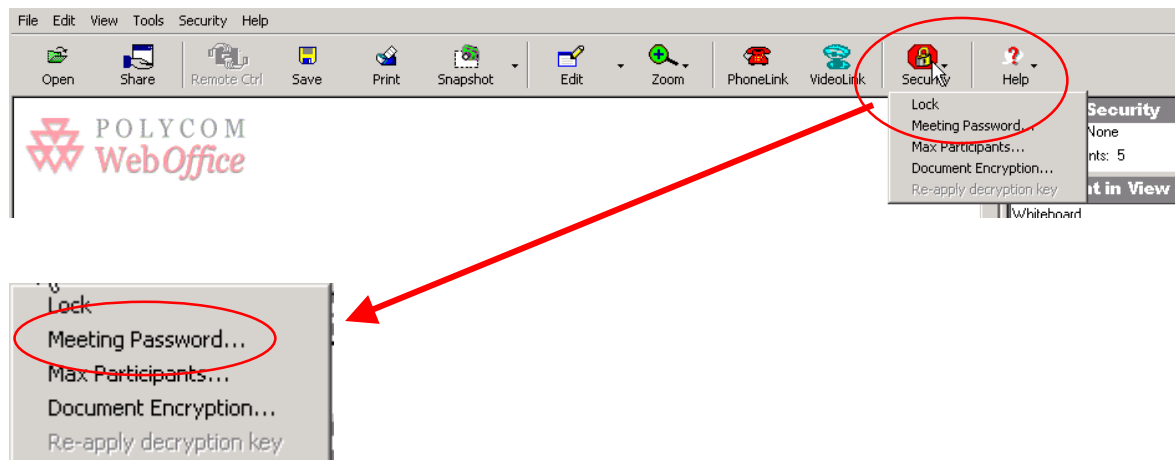 File Edit View Tools Security Help
Open Share Remote Ctrl Save Print Snapshot Edit Zoom PhoneLink VideoLink Security Help
POLYCOM
WebOffice
Lock
Meeting Password...
Max Participants...
Document Encryption...
Re-apply decryption key
Security
None
nts: 5
t in View
Whiteboard
Lock
Meeting Password...
Max Participants...
Document Encryption...
Re-apply decryption key